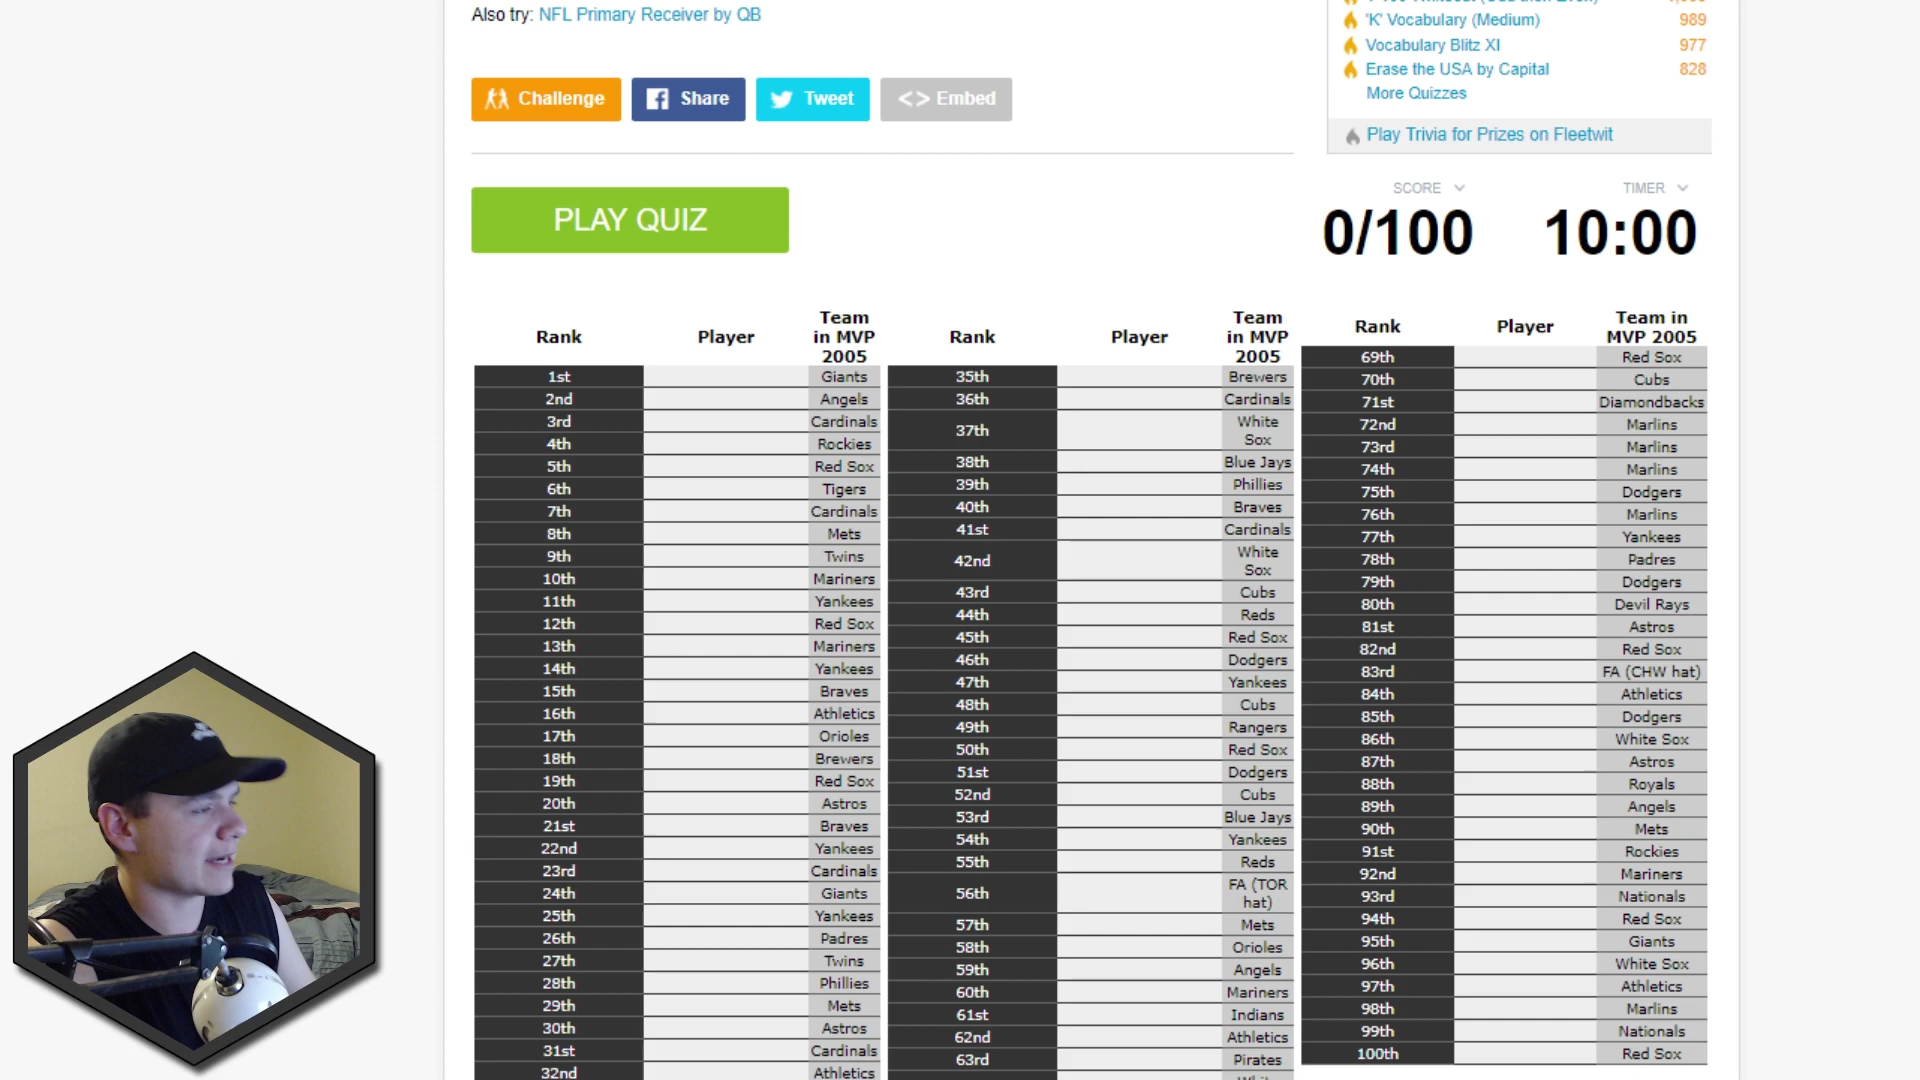 Also try: NFL Primary Receiver by QB
'K' Vocabulary (Medium) 989
Vocabulary Blitz XI 977
Erase the USA by Capital 828
More Quizzes
Play Trivia for Prizes on Fleetwit
Challenge
Share
Tweet
<> Embed
PLAY QUIZ
SCORE
0/100
TIMER
10:00
Rank Player Team in MVP 2005
1st Giants
2nd Angels
3rd Cardinals
4th Rockies
5th Red Sox
6th Tigers
7th Cardinals
8th Mets
9th Twins
10th Mariners
11th Yankees
12th Red Sox
13th Mariners
14th Yankees
15th Braves
16th Athletics
17th Orioles
18th Brewers
19th Red Sox
20th Astros
21st Braves
22nd Yankees
23rd Cardinals
24th Giants
25th Yankees
26th Padres
27th Twins
28th Phillies
29th Mets
30th Astros
31st Cardinals
32nd Athletics
Rank Player Team in MVP 2005
35th Brewers
36th Cardinals
37th White Sox
38th Blue Jays
39th Phillies
40th Braves
41st Cardinals
42nd White Sox
43rd Cubs
44th Reds
45th Red Sox
46th Dodgers
47th Yankees
48th Cubs
49th Rangers
50th Red Sox
51st Dodgers
52nd Cubs
53rd Blue Jays
54th Yankees
55th Reds
56th FA (TOR hat)
57th Mets
58th Orioles
59th Angels
60th Mariners
61st Indians
62nd Athletics
63rd Pirates
Rank Player Team in MVP 2005
69th Red Sox
70th Cubs
71st Diamondbacks
72nd Marlins
73rd Marlins
74th Marlins
75th Dodgers
76th Marlins
77th Yankees
78th Padres
79th Dodgers
80th Devil Rays
81st Astros
82nd Red Sox
83rd FA (CHW hat)
84th Athletics
85th Dodgers
86th White Sox
87th Astros
88th Royals
89th Angels
90th Mets
91st Rockies
92nd Mariners
93rd Nationals
94th Red Sox
95th Giants
96th White Sox
97th Athletics
98th Marlins
99th Nationals
100th Red Sox